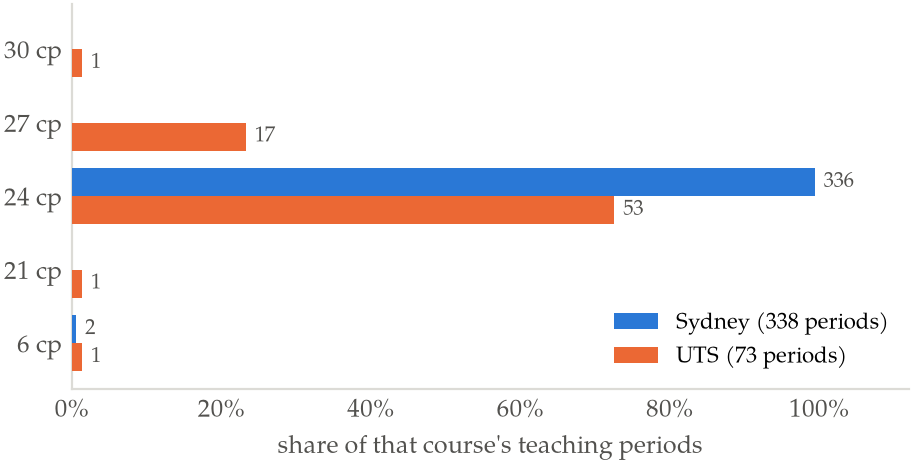 30 cp
1
27 cp
17
336
24 cp
53
21 cp
1
2
6 cp
1
Sydney (338 periods)
UTS (73 periods)
0% 20% 40% 60% 80% 100%
share of that course's teaching periods